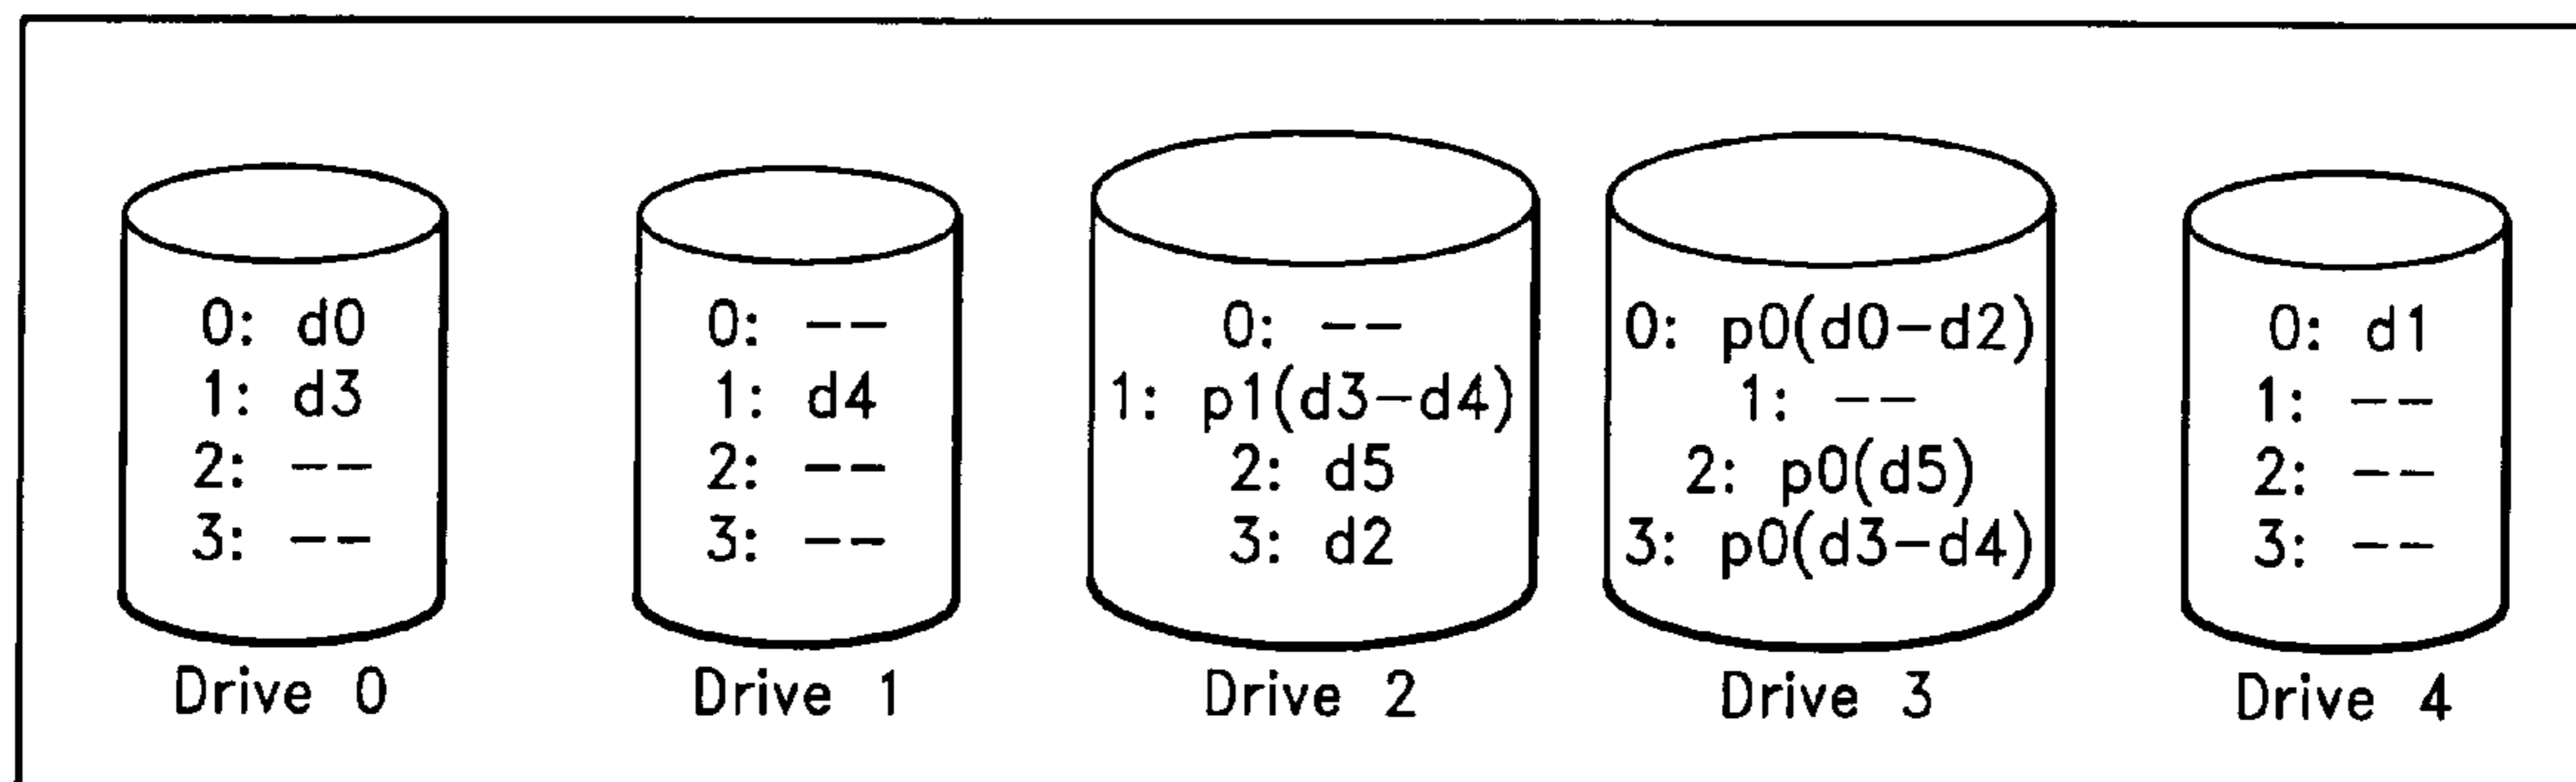 0: d0
1: d3
2: --
3: --
Drive 0
0: --
1: d4
2: --
3: --
Drive 1
0: --
1: p1(d3-d4)
2: d5
3: d2
Drive 2
0: p0(d0-d2)
1: --
2: p0(d5)
3: p0(d3-d4)
Drive 3
0: d1
1: --
2: --
3: --
Drive 4